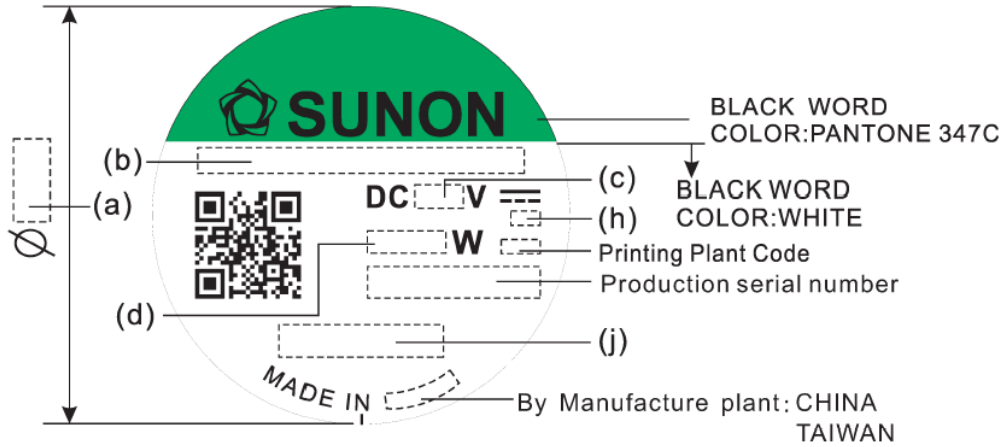 SUNON
BLACK WORD
COLOR:PANTONE 347C
(b)
(c)
BLACK WORD
COLOR:WHITE
DC V
(a)
(h)
Ø
W
Printing Plant Code
Production serial number
(d)
(j)
MADE IN
By Manufacture plant: CHINA
TAIWAN